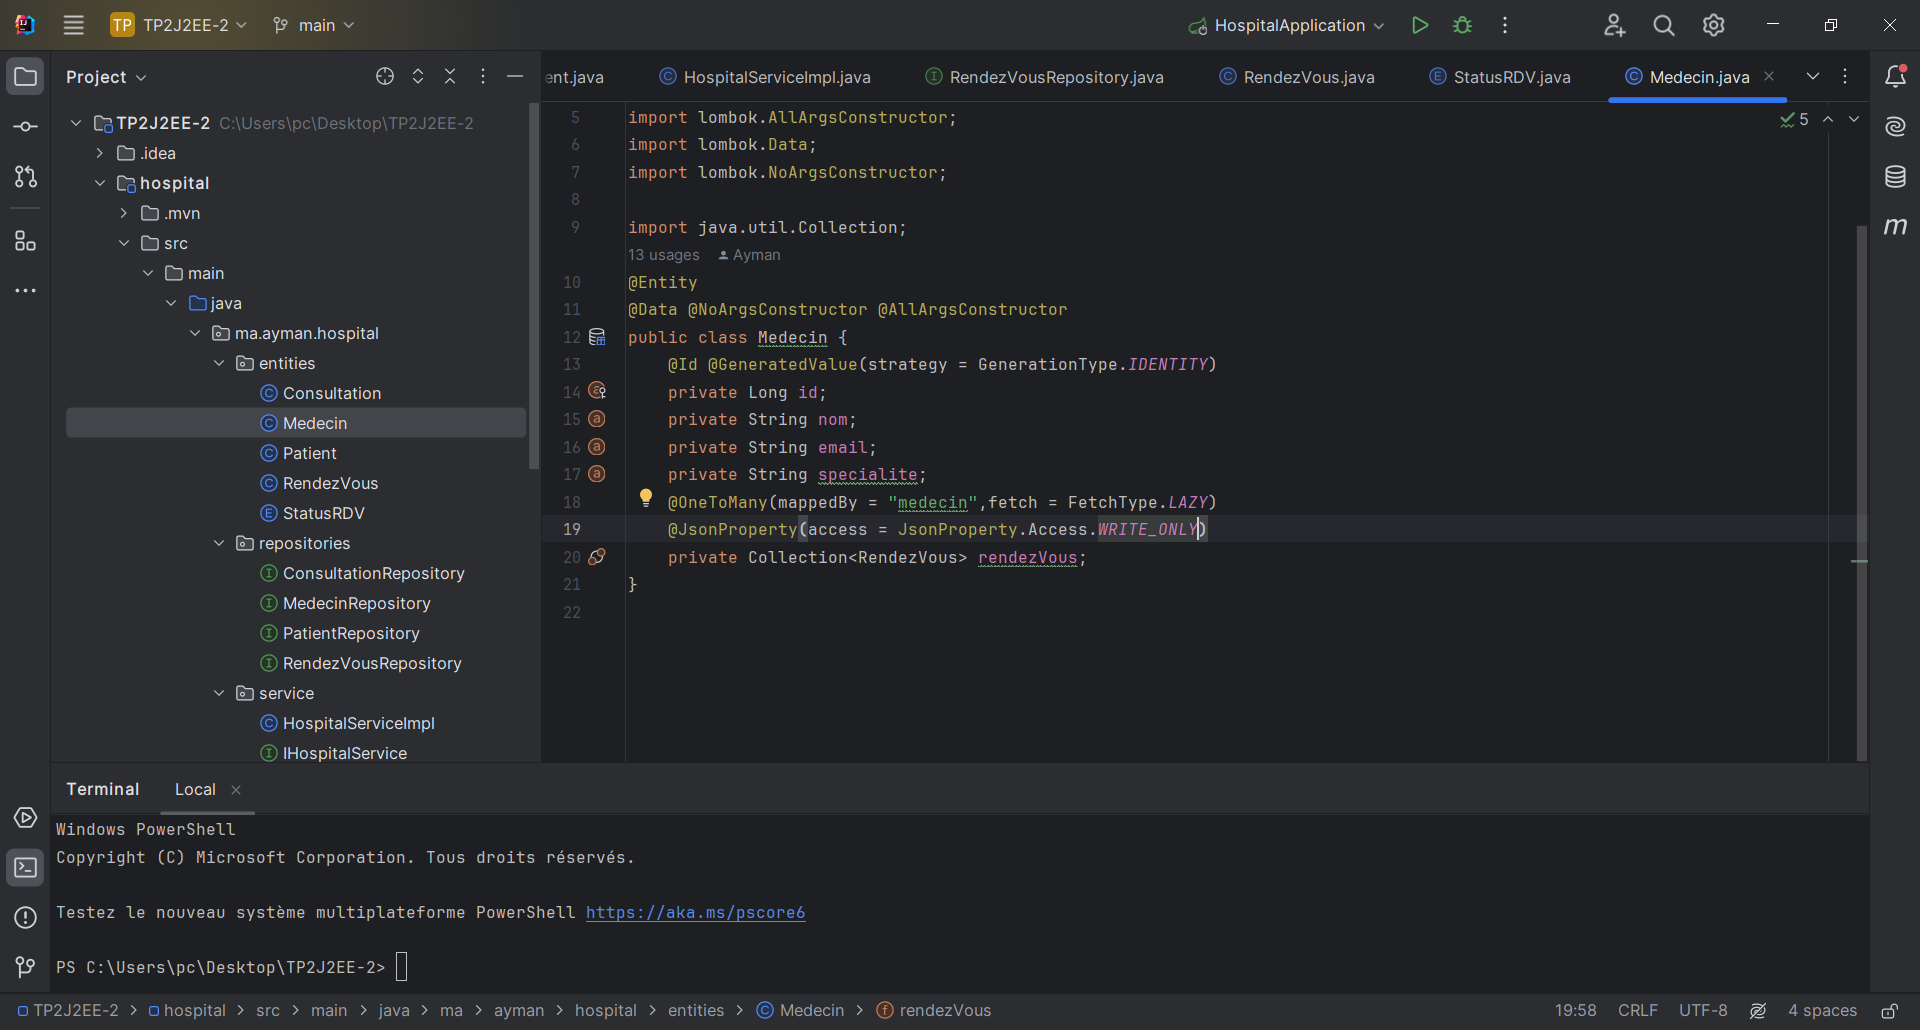 TP TP2J2EE-2 main HospitalApplication
Project
TP2J2EE-2 C:\Users\pc\Desktop\TP2J2EE-2
.idea
hospital
.mvn
src
main
java
ma.ayman.hospital
entities
Consultation
Medecin
Patient
RendezVous
StatusRDV
repositories
ConsultationRepository
MedecinRepository
PatientRepository
RendezVousRepository
service
HospitalServiceImpl
IHospitalService
ent.java HospitalServiceImpl.java RendezVousRepository.java RendezVous.java StatusRDV.java Medecin.java
5
5 import lombok.AllArgsConstructor;
6 import lombok.Data;
7 import lombok.NoArgsConstructor;
8
9 import java.util.Collection;
13 usages Ayman
10 @Entity
11 @Data @NoArgsConstructor @AllArgsConstructor
12 public class Medecin {
13 @Id @GeneratedValue(strategy = GenerationType.IDENTITY)
14 private Long id;
15 private String nom;
16 private String email;
17 private String specialite;
18 @OneToMany(mappedBy = "medecin",fetch = FetchType.LAZY)
19 @JsonProperty(access = JsonProperty.Access.WRITE_ONLY)
20 private Collection<RendezVous> rendezVous;
21 }
22
Terminal Local
Windows PowerShell
Copyright (C) Microsoft Corporation. Tous droits réservés.
Testez le nouveau système multiplateforme PowerShell https://aka.ms/pscore6
PS C:\Users\pc\Desktop\TP2J2EE-2>
TP2J2EE-2 > hospital > src > main > java > ma > ayman > hospital > entities > Medecin > rendezVous
19:58 CRLF UTF-8 4 spaces